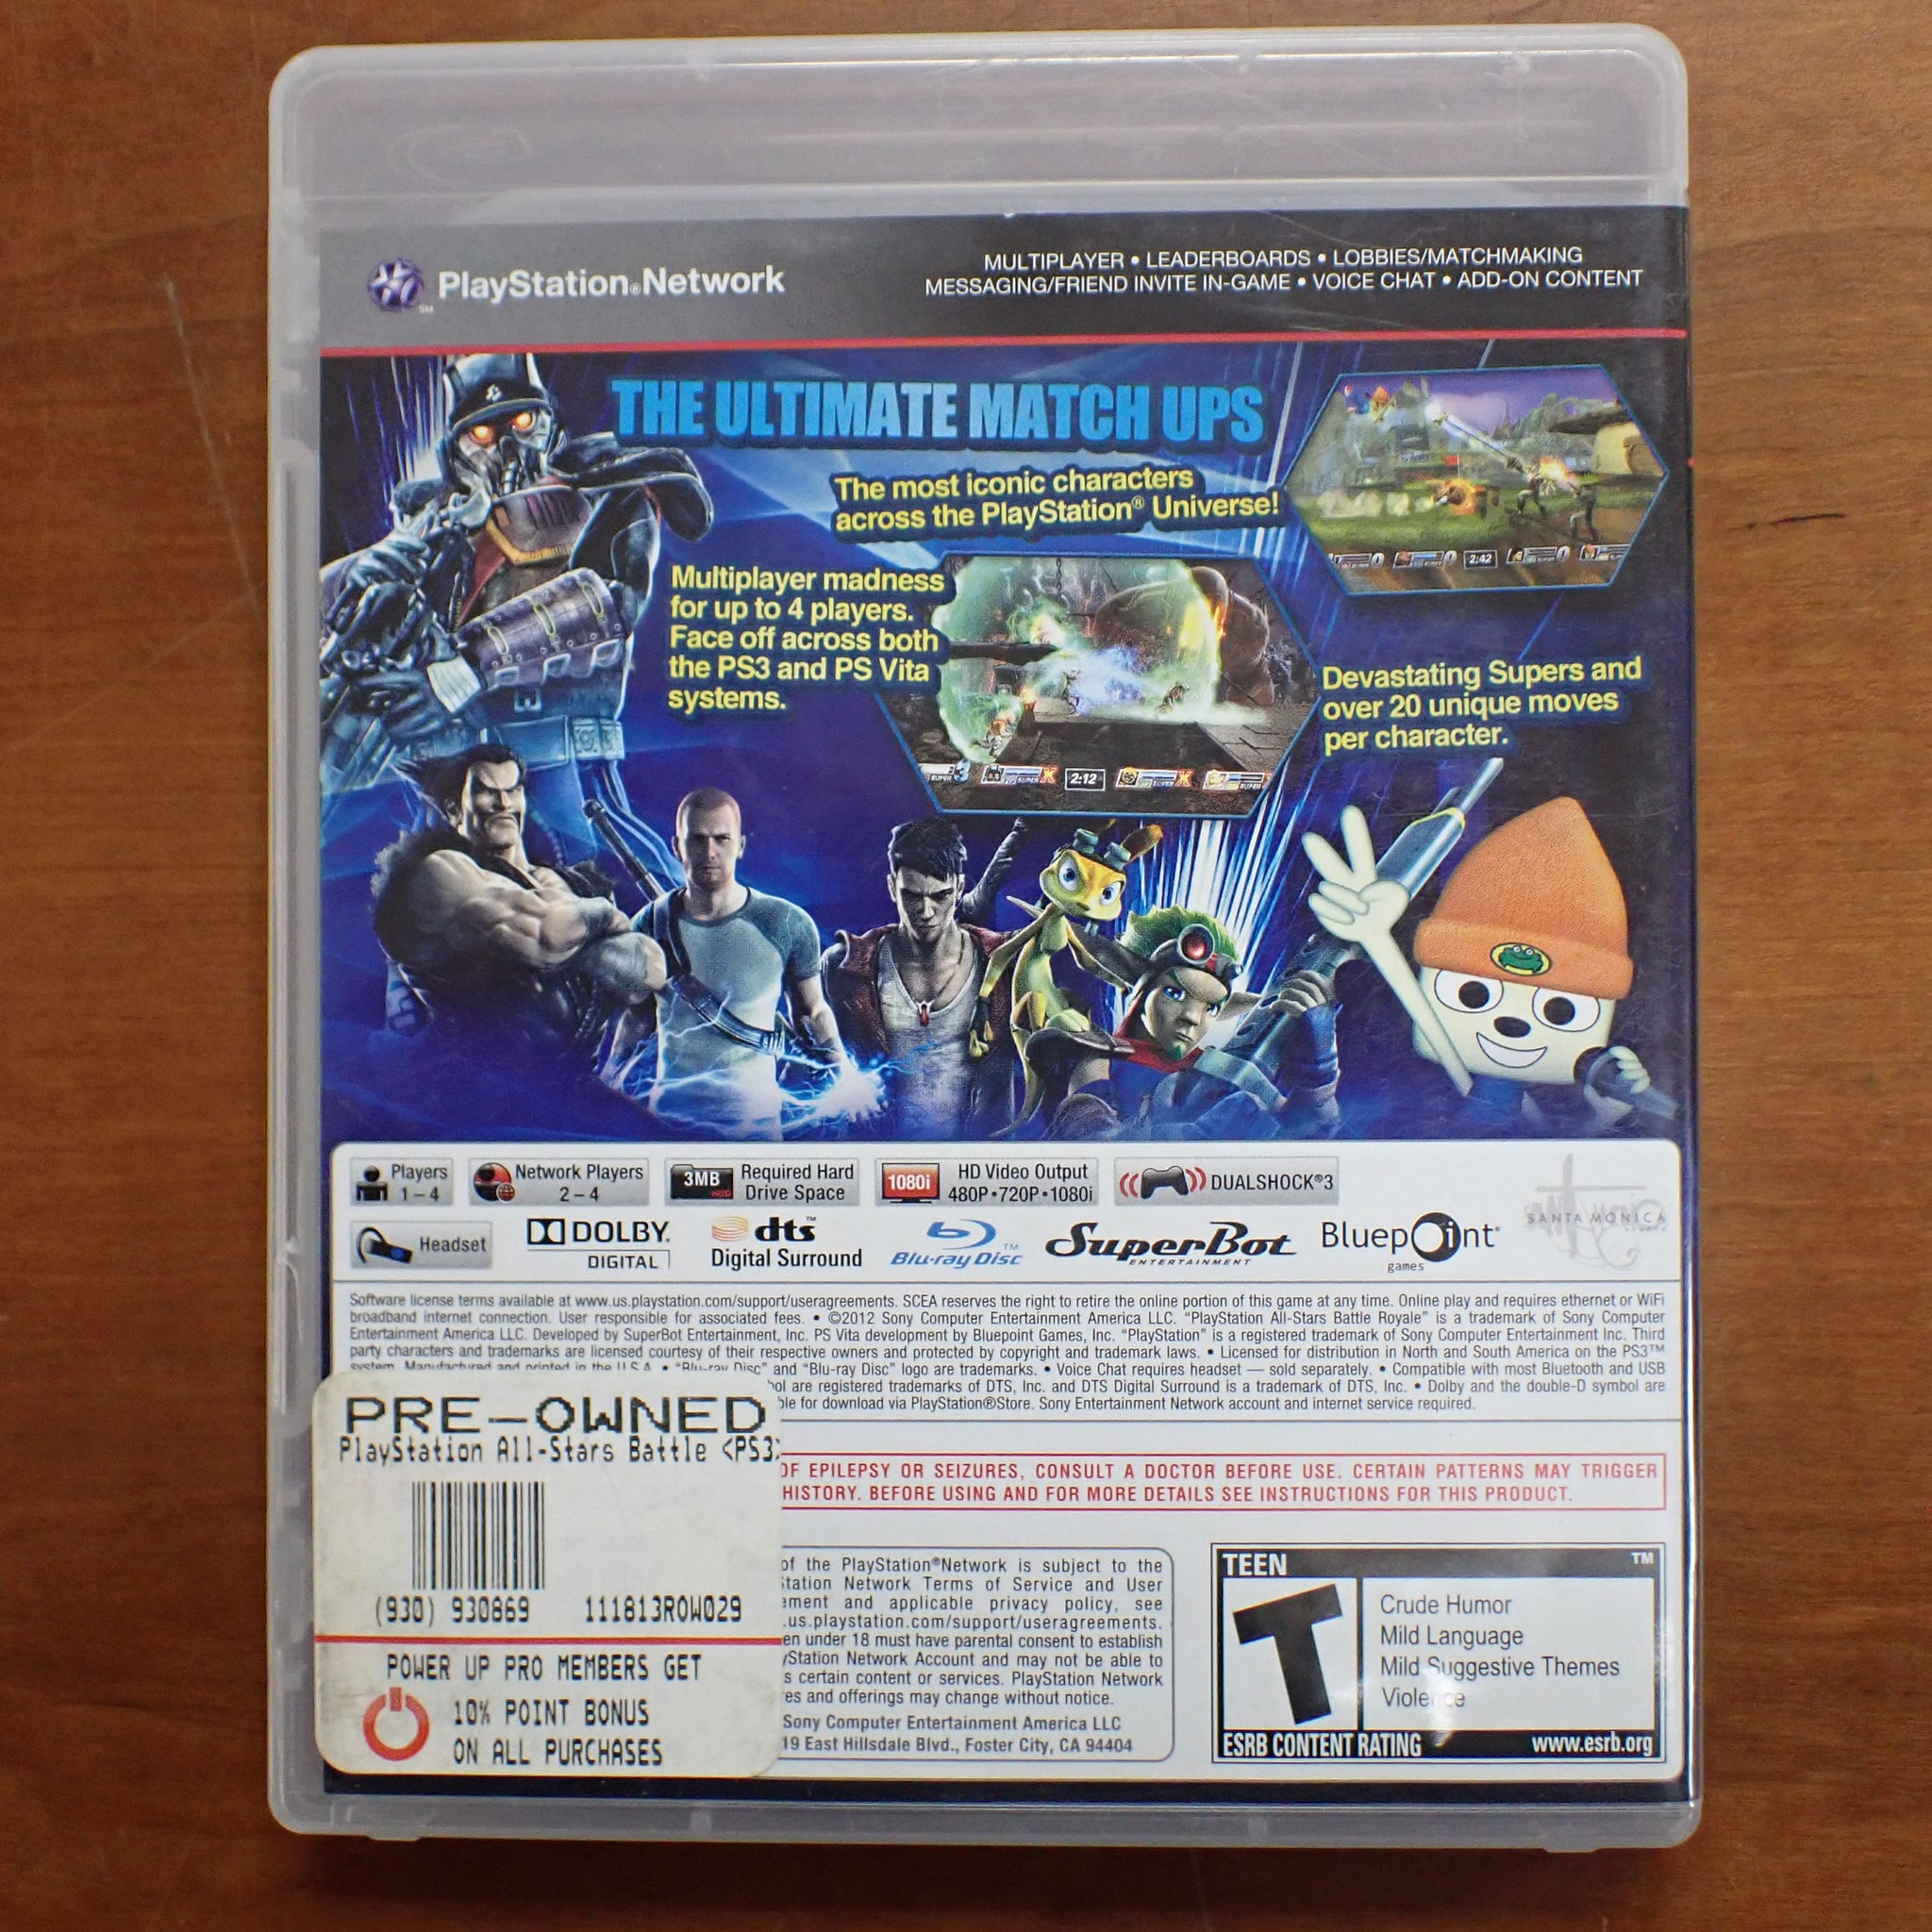 PlayStation®Network
SM
MULTIPLAYER • LEADERBOARDS • LOBBIES/MATCHMAKING
MESSAGING/FRIEND INVITE IN-GAME • VOICE CHAT • ADD-ON CONTENT
THE ULTIMATE MATCH UPS
The most iconic characters
across the PlayStation® Universe!
2:42
Multiplayer madness
for up to 4 players.
Face off across both
the PS3 and PS Vita
systems.
2:12
Devastating Supers and
over 20 unique moves
per character.
Players
1 – 4
Network Players
2 – 4
3MB
Required Hard
Drive Space
1080i
HD Video Output
480P•720P•1080i
DUALSHOCK®3
Headset
DOLBY.
DIGITAL
dts™
Digital Surround
Blu-ray Disc™
SuperBot
ENTERTAINMENT
Bluepoint®
games
SANTA MONICA
Software license terms available at www.us.playstation.com/support/useragreements. SCEA reserves the right to retire the online portion of this game at any time. Online play and requires ethernet or WiFi
broadband internet connection. User responsible for associated fees. • ©2012 Sony Computer Entertainment America LLC. “PlayStation All-Stars Battle Royale” is a trademark of Sony Computer
Entertainment America LLC. Developed by SuperBot Entertainment, Inc. PS Vita development by Bluepoint Games, Inc. “PlayStation” is a registered trademark of Sony Computer Entertainment Inc. Third
party characters and trademarks are licensed courtesy of their respective owners and protected by copyright and trademark laws. • Licensed for distribution in North and South America on the PS3™
system. Manufactured and printed in the U.S.A. • “Blu-ray Disc” and “Blu-ray Disc” logo are trademarks. • Voice Chat requires headset — sold separately. • Compatible with most Bluetooth and USB
are registered trademarks of DTS, Inc. and DTS Digital Surround is a trademark of DTS, Inc. • Dolby and the double-D symbol are
for download via PlayStation®Store. Sony Entertainment Network account and internet service required.
PRE-OWNED
PlayStation All-Stars Battle <PS3>
(930) 930869 111813ROW029
POWER UP PRO MEMBERS GET
10% POINT BONUS
ON ALL PURCHASES
OF EPILEPSY OR SEIZURES, CONSULT A DOCTOR BEFORE USE. CERTAIN PATTERNS MAY TRIGGER
HISTORY. BEFORE USING AND FOR MORE DETAILS SEE INSTRUCTIONS FOR THIS PRODUCT.
of the PlayStation®Network is subject to the
Station Network Terms of Service and User
and applicable privacy policy, see
.us.playstation.com/support/useragreements.
under 18 must have parental consent to establish
Station Network Account and may not be able to
certain content or services. PlayStation Network
and offerings may change without notice.
Sony Computer Entertainment America LLC
19 East Hillsdale Blvd., Foster City, CA 94404
TEEN
TM
T
Crude Humor
Mild Language
Mild Suggestive Themes
Violence
ESRB CONTENT RATING www.esrb.org